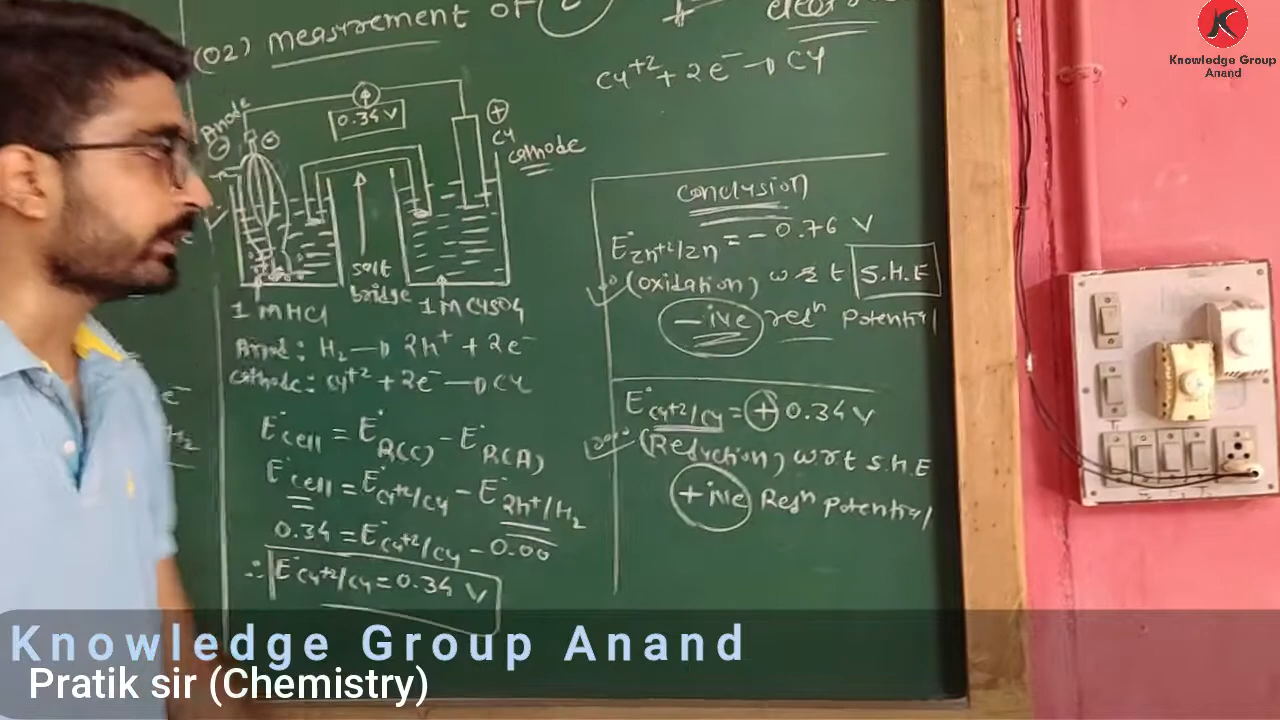 (02) Measurement of
Cu+2 + 2e- → Cu
Anode
0.34 V
Cu
Cathode
salt
bridge
1 M HCl
1 M CuSO4
Anod: H2 → 2H+ + 2e-
Cathode: Cu+2 + 2e- → Cu
E°cell = E°R(C) - E°R(A)
E°cell = E°Cu+2/Cu - E°2H+/H2
0.34 = E°Cu+2/Cu - 0.00
∴ E°Cu+2/Cu = 0.34 V
Conclusion
E°Zn+2/Zn = - 0.76 V
(Oxidation) w r t S.H.E
-ive redn Potential
E°Cu+2/Cu = + 0.34 V
(Reduction) w r t S.H.E
+ive Redn Potential
e-
H2
Knowledge Group
Anand
Knowledge Group Anand
Pratik sir (Chemistry)